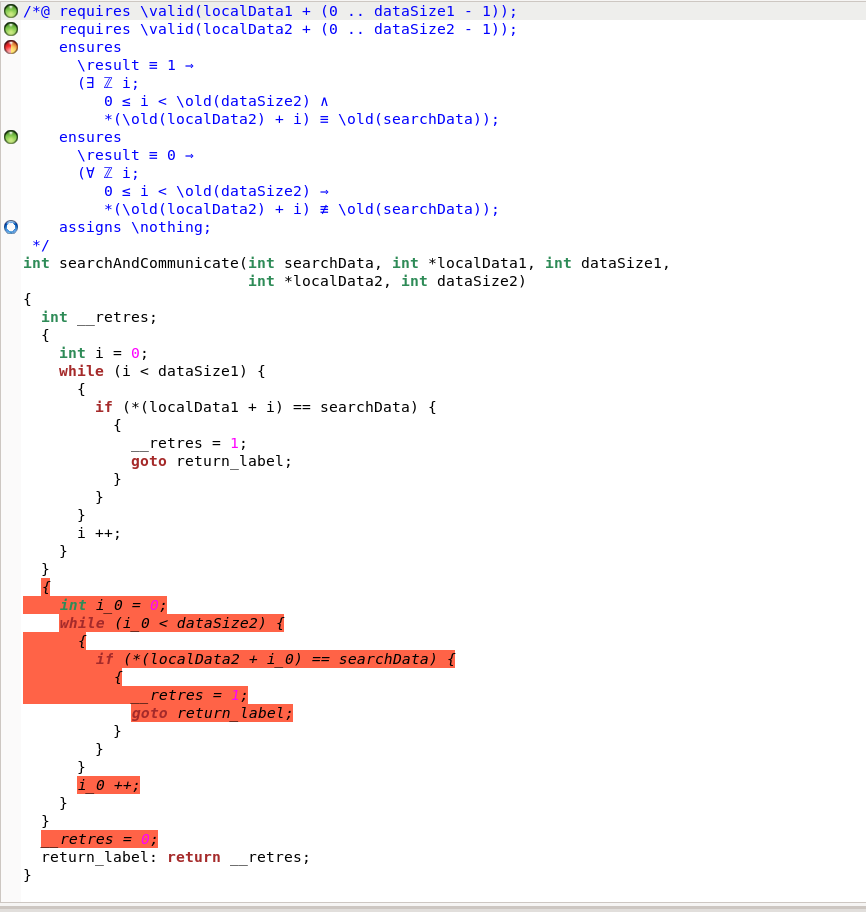 /*@ requires \valid(localData1 + (0 .. dataSize1 - 1));
    requires \valid(localData2 + (0 .. dataSize2 - 1));
    ensures
      \result ≡ 1 ⇒
      (∃ ℤ i;
         0 ≤ i < \old(dataSize2) ∧
         *(\old(localData2) + i) ≡ \old(searchData));
    ensures
      \result ≡ 0 ⇒
      (∀ ℤ i;
         0 ≤ i < \old(dataSize2) ⇒
         *(\old(localData2) + i) ≢ \old(searchData));
    assigns \nothing;
 */
int searchAndCommunicate(int searchData, int *localData1, int dataSize1,
                         int *localData2, int dataSize2)
{
  int __retres;
  {
    int i = 0;
    while (i < dataSize1) {
      {
        if (*(localData1 + i) == searchData) {
          {
            __retres = 1;
            goto return_label;
          }
        }
      }
      i ++;
    }
  }
  {
    int i_0 = 0;
    while (i_0 < dataSize2) {
      {
        if (*(localData2 + i_0) == searchData) {
          {
            __retres = 1;
            goto return_label;
          }
        }
      }
      i_0 ++;
    }
  }
  __retres = 0;
  return_label: return __retres;
}